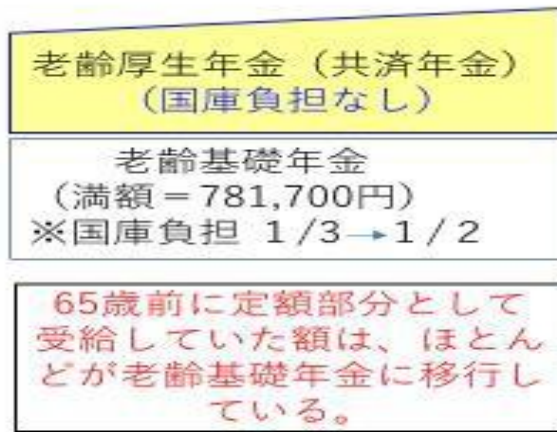 老齢厚生年金（共済年金）
（国庫負担なし）
老齢基礎年金
（満額＝781,700円）
※国庫負担 1/3→1/2
65歳前に定額部分として
受給していた額は、ほとん
どが老齢基礎年金に移行し
ている。